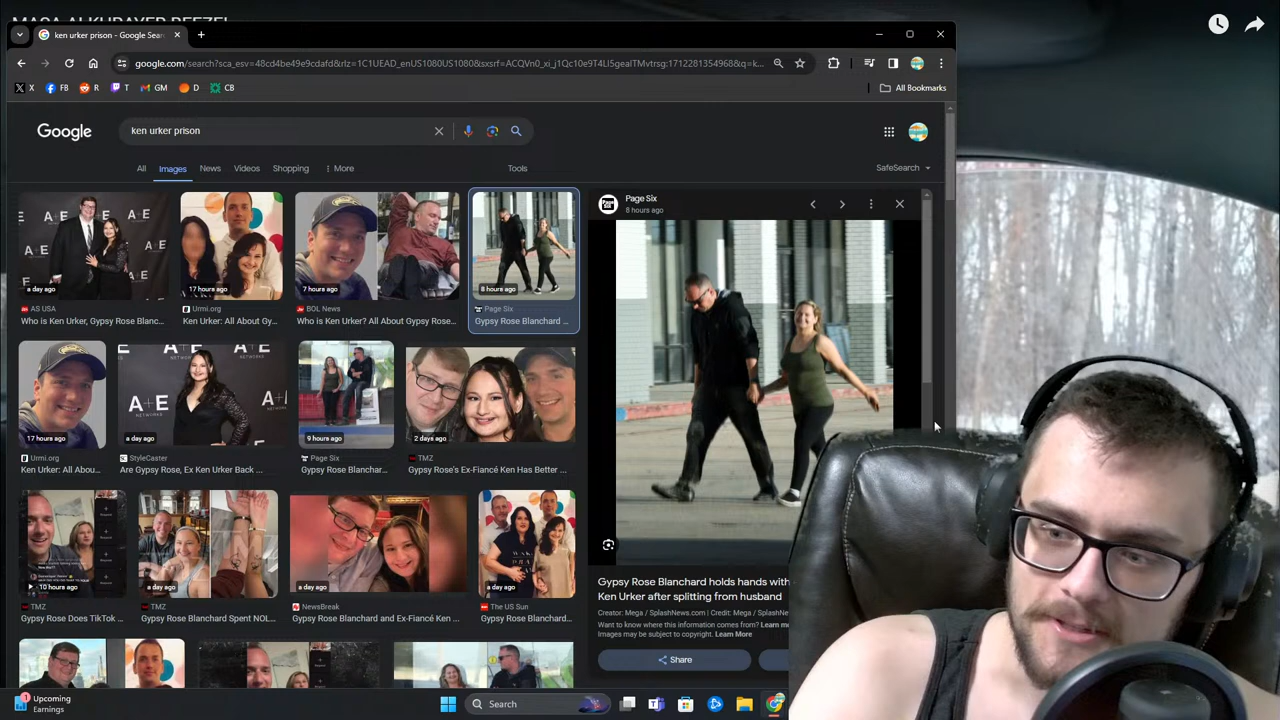 ken urker prison - Google Sear
google.com/search?sca_esv=48cd4be49e9cdafd&rlz=1C1UEAD_enUS1080US1080&sxsrf=
X FB R T GM D CB
All Bookmarks
Google
ken urker prison
All Images News Videos Shopping More Tools
SafeSearch
A+E
A+E
NETWORKS
a day ago
17 hours ago
7 hours ago
8 hours ago
AS USA
Who is Ken Urker, Gypsy Rose Blanc...
Urmi.org
Ken Urker: All About Gy...
BOL News
Who is Ken Urker? All About Gypsy Rose...
Page Six
Gypsy Rose Blanchard ...
A+E
NETWORKS
A+E
17 hours ago
a day ago
9 hours ago
2 days ago
Urmi.org
Ken Urker: All Abou...
StyleCaster
Are Gypsy Rose, Ex Ken Urker Back ...
Page Six
Gypsy Rose Blanchar...
TMZ
Gypsy Rose's Ex-Fiancé Ken Has Better ...
10 hours ago
a day ago
a day ago
a day ago
TMZ
Gypsy Rose Does TikTok ...
TMZ
Gypsy Rose Blanchard Spent NOL...
NewsBreak
Gypsy Rose Blanchard and Ex-Fiancé Ken ...
The US Sun
Gypsy Rose Blanchard...
Page Six
8 hours ago
Gypsy Rose Blanchard holds hands with
Ken Urker after splitting from husband
Creator: Mega / SplashNews.com | Credit: Mega / SplashNe
Want to know where this information comes from? Learn m
Images may be subject to copyright. Learn More
Share
1
Upcoming
Earnings
Search